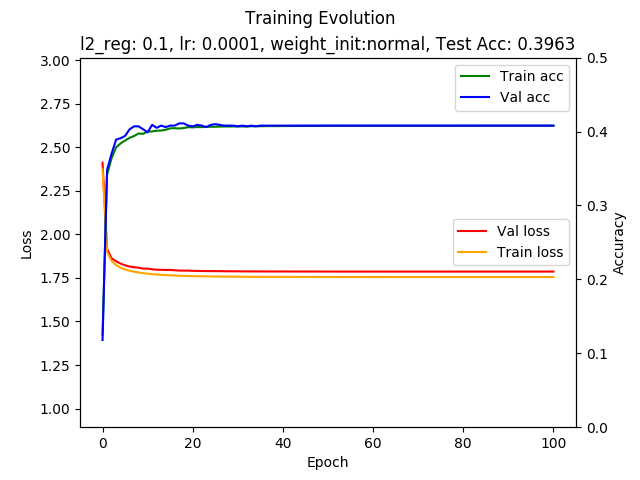 Training Evolution
l2_reg: 0.1, lr: 0.0001, weight_init:normal, Test Acc: 0.3963
3.00
2.75
2.50
2.25
2.00
1.75
1.50
1.25
1.00
Loss
Train acc
Val acc
Val loss
Train loss
0.5
0.4
0.3
0.2
0.1
0.0
Accuracy
0 20 40 60 80 100
Epoch